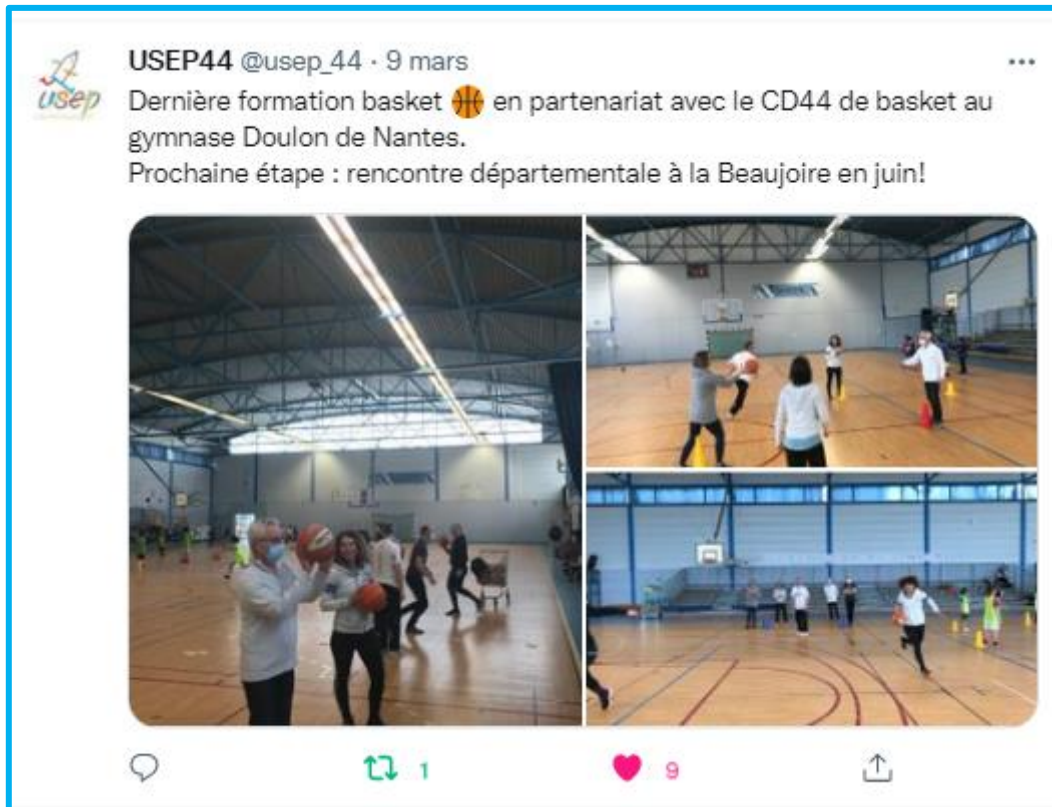 USEP44 @usep_44 · 9 mars
usep
Dernière formation basket 🏀 en partenariat avec le CD44 de basket au
gymnase Doulon de Nantes.
Prochaine étape : rencontre départementale à la Beaujoire en juin!
1
9